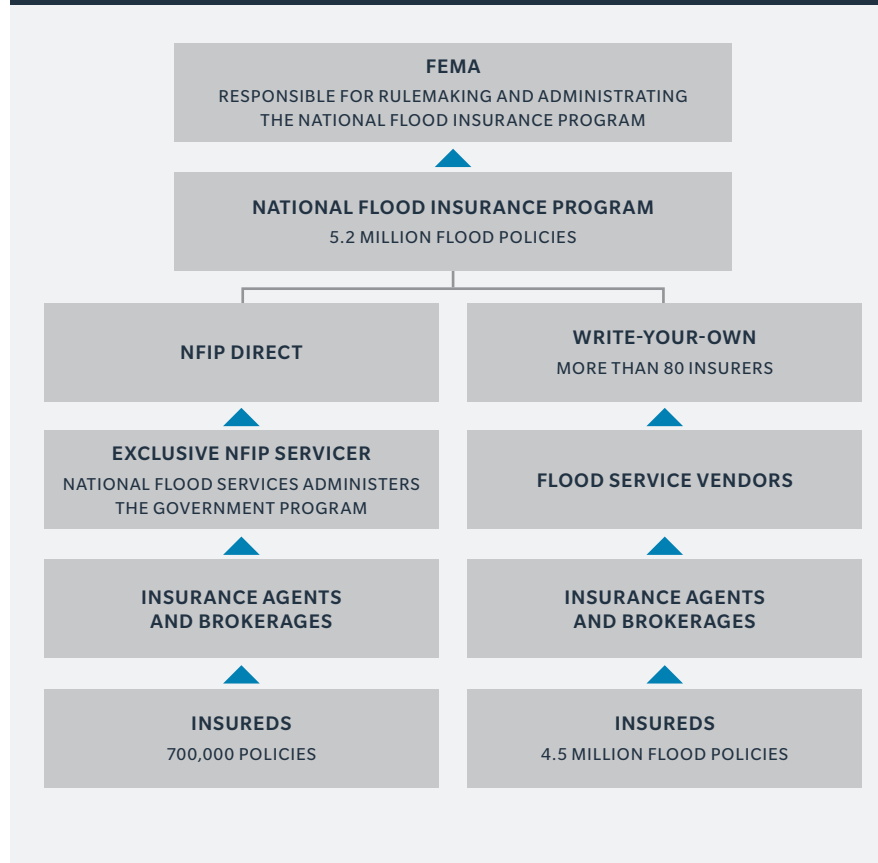 FEMA
RESPONSIBLE FOR RULEMAKING AND ADMINISTRATING
THE NATIONAL FLOOD INSURANCE PROGRAM
NATIONAL FLOOD INSURANCE PROGRAM
5.2 MILLION FLOOD POLICIES
NFIP DIRECT
WRITE-YOUR-OWN
MORE THAN 80 INSURERS
EXCLUSIVE NFIP SERVICER
NATIONAL FLOOD SERVICES ADMINISTERS
THE GOVERNMENT PROGRAM
FLOOD SERVICE VENDORS
INSURANCE AGENTS
AND BROKERAGES
INSURANCE AGENTS
AND BROKERAGES
INSUREDS
700,000 POLICIES
INSUREDS
4.5 MILLION FLOOD POLICIES